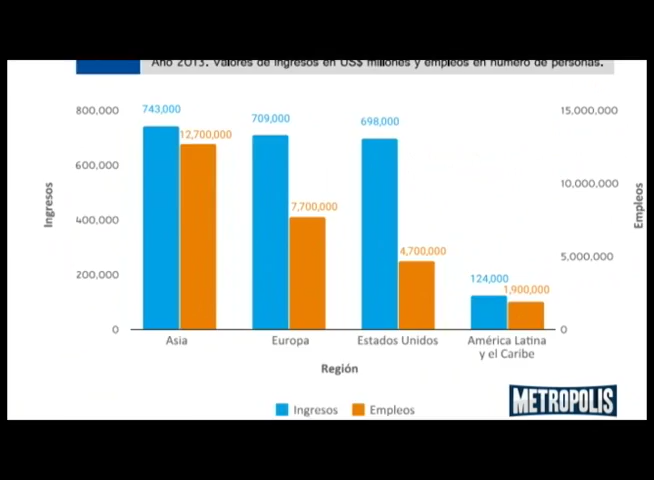 Año 2013. Valores de ingresos en US$ millones y empleos en número de personas.
800,000
600,000
400,000
200,000
0
Ingresos
743,000
12,700,000
709,000
7,700,000
698,000
4,700,000
124,000
1,900,000
15,000,000
10,000,000
5,000,000
0
Empleos
Asia
Europa
Estados Unidos
América Latina
y el Caribe
Región
Ingresos
Empleos
METROPOLIS